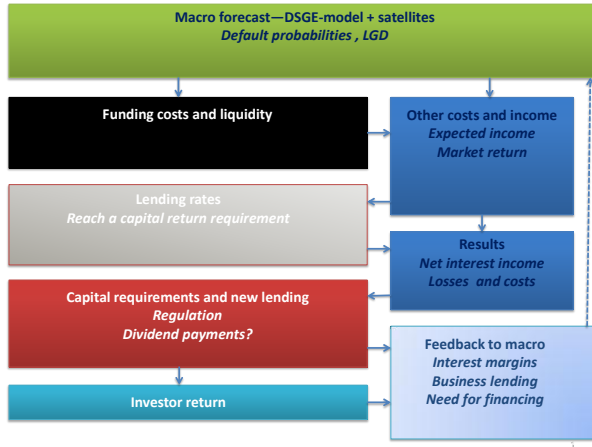 Macro forecast—DSGE-model + satellites
Default probabilities , LGD
Funding costs and liquidity
Other costs and income
Expected income
Market return
Lending rates
Reach a capital return requirement
Results
Net interest income
Losses and costs
Capital requirements and new lending
Regulation
Dividend payments?
Feedback to macro
Interest margins
Business lending
Need for financing
Investor return